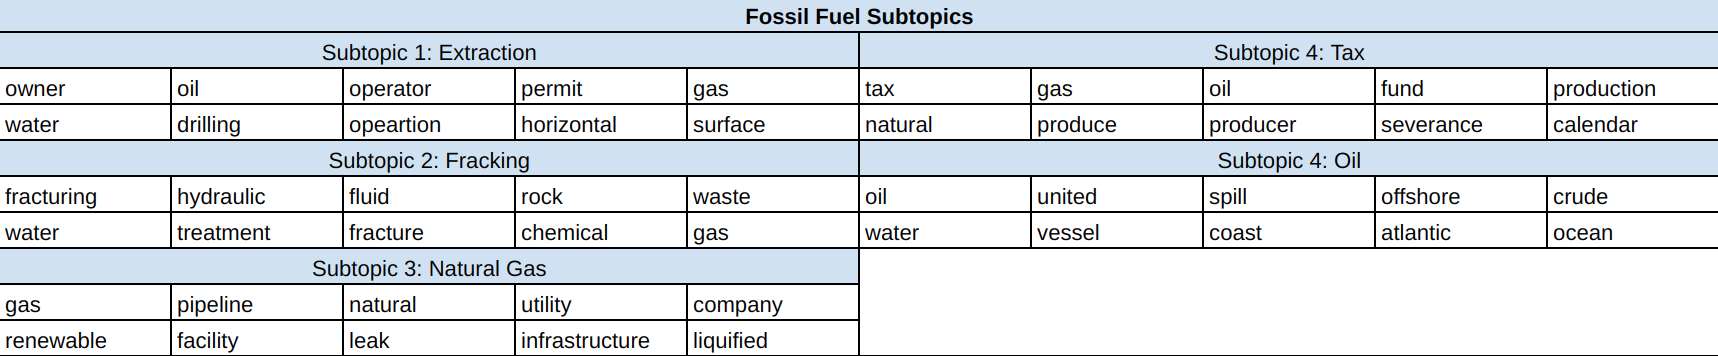 Fossil Fuel Subtopics
Subtopic 1: Extraction Subtopic 4: Tax
owner oil operator permit gas tax gas oil fund production
water drilling opeartion horizontal surface natural produce producer severance calendar
Subtopic 2: Fracking Subtopic 4: Oil
fracturing hydraulic fluid rock waste oil united spill offshore crude
water treatment fracture chemical gas water vessel coast atlantic ocean
Subtopic 3: Natural Gas
gas pipeline natural utility company
renewable facility leak infrastructure liquified